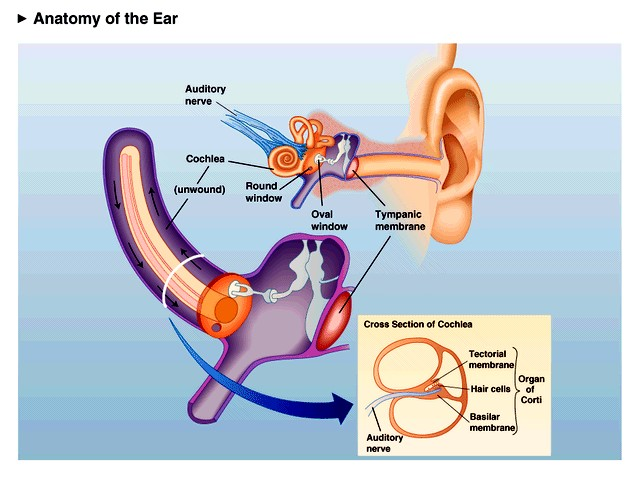 ► Anatomy of the Ear
Auditory
nerve
Cochlea
(unwound)
Round
window
Oval
window
Tympanic
membrane
Cross Section of Cochlea
Tectorial
membrane
Hair cells
Basilar
membrane
Organ
of
Corti
Auditory
nerve